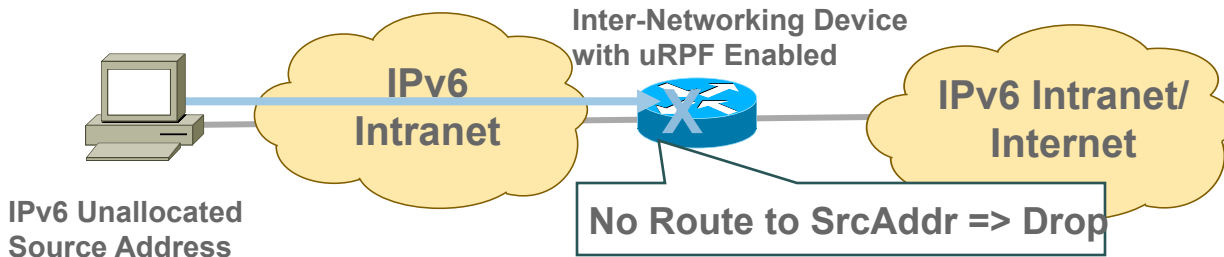 Inter-Networking Device
with uRPF Enabled
IPv6
Intranet
X
IPv6 Intranet/
Internet
No Route to SrcAddr => Drop
IPv6 Unallocated
Source Address